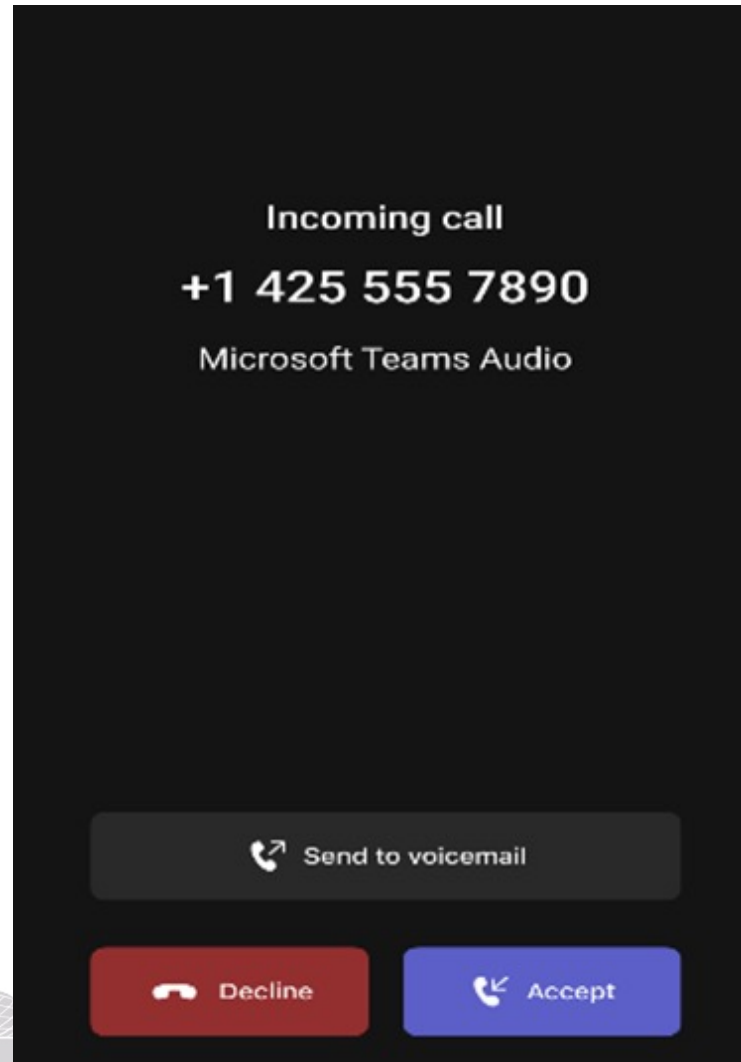 Incoming call
+1 425 555 7890
Microsoft Teams Audio
Send to voicemail
Decline
Accept